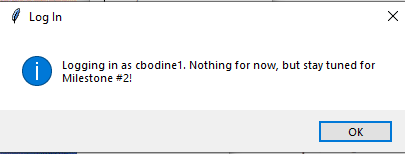 Log In
Logging in as cbodine1. Nothing for now, but stay tuned for
Milestone #2!
OK